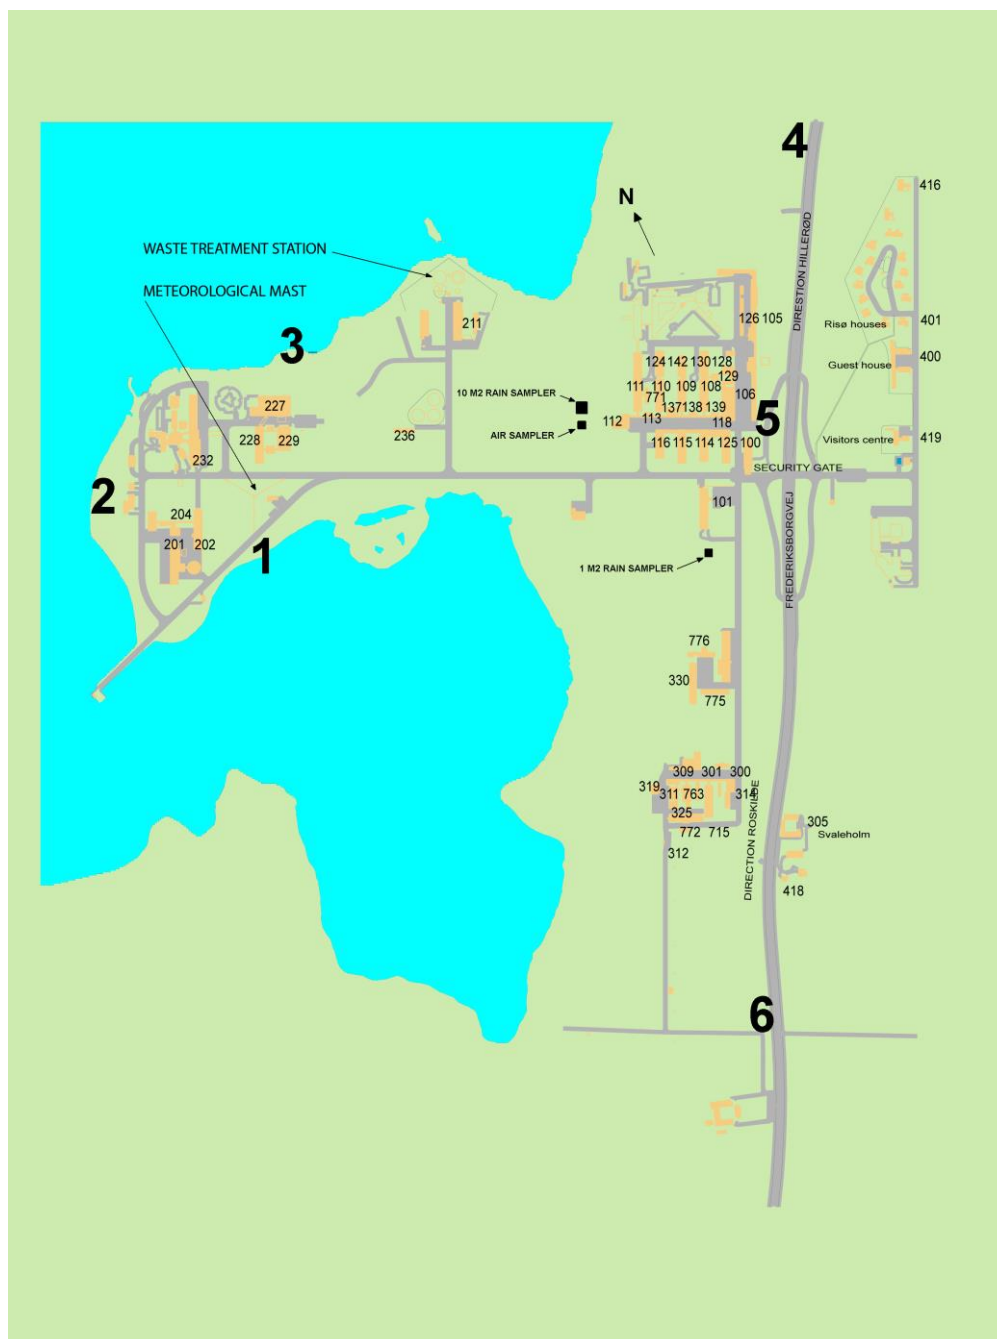 4
N
416
WASTE TREATMENT STATION
DIRESTION HILLERØD
METEOROLOGICAL MAST
126 105
401
Risø houses
211
3
124 142 130 128
400
Guest house
129
111 110 109 108
10 M2 RAIN SAMPLER
771
106
227
137 138 139
5
113
118
112
AIR SAMPLER
236
228 229
116 115 114 125 100
Visitors centre
419
232
SECURITY GATE
2
101
204
201 202
1
FREDERIKSBORGVEJ
1 M2 RAIN SAMPLER
776
330
775
309 301 300
319
311 763
314
325
305
772 715
Svaleholm
312
DIRECTION ROSKILDE
418
6